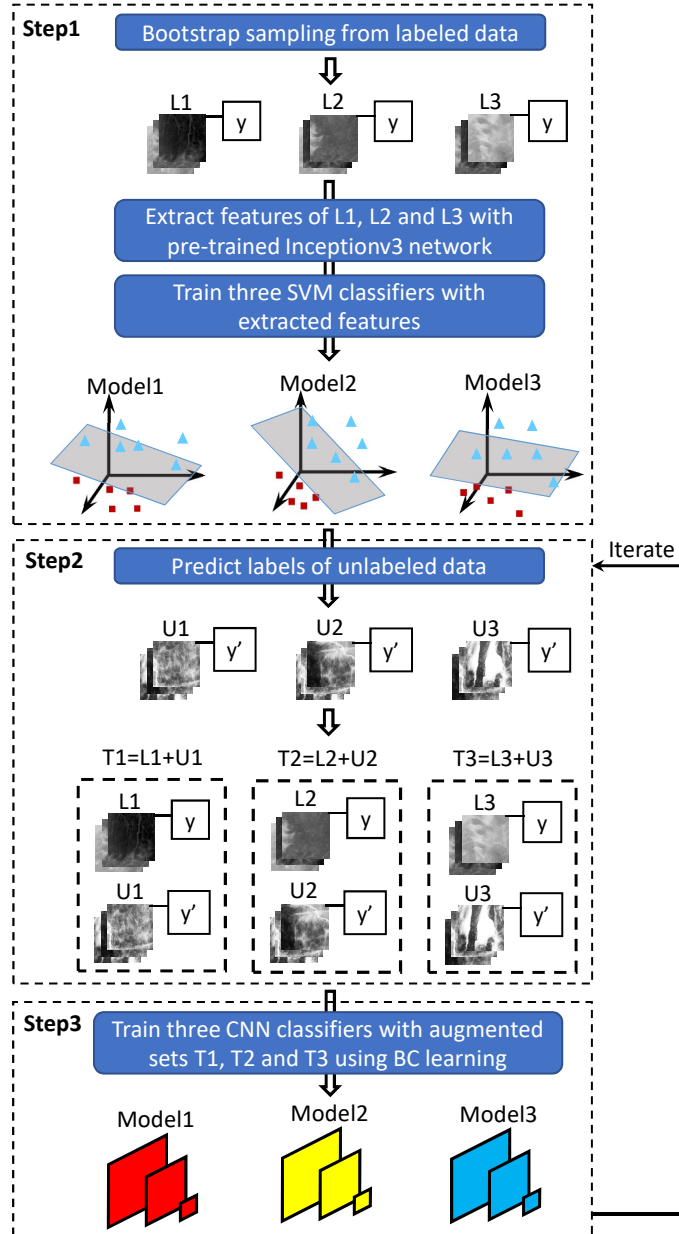 Step1
Bootstrap sampling from labeled data
L1
L2
L3
y
y
y
Extract features of L1, L2 and L3 with
pre-trained Inceptionv3 network
Train three SVM classifiers with
extracted features
Model1
Model2
Model3
Step2
Predict labels of unlabeled data
Iterate
U1
U2
U3
y'
y'
y'
T1=L1+U1
T2=L2+U2
T3=L3+U3
L1
L2
L3
y
y
y
U1
U2
U3
y'
y'
y'
Step3
Train three CNN classifiers with augmented
sets T1, T2 and T3 using BC learning
Model1
Model2
Model3